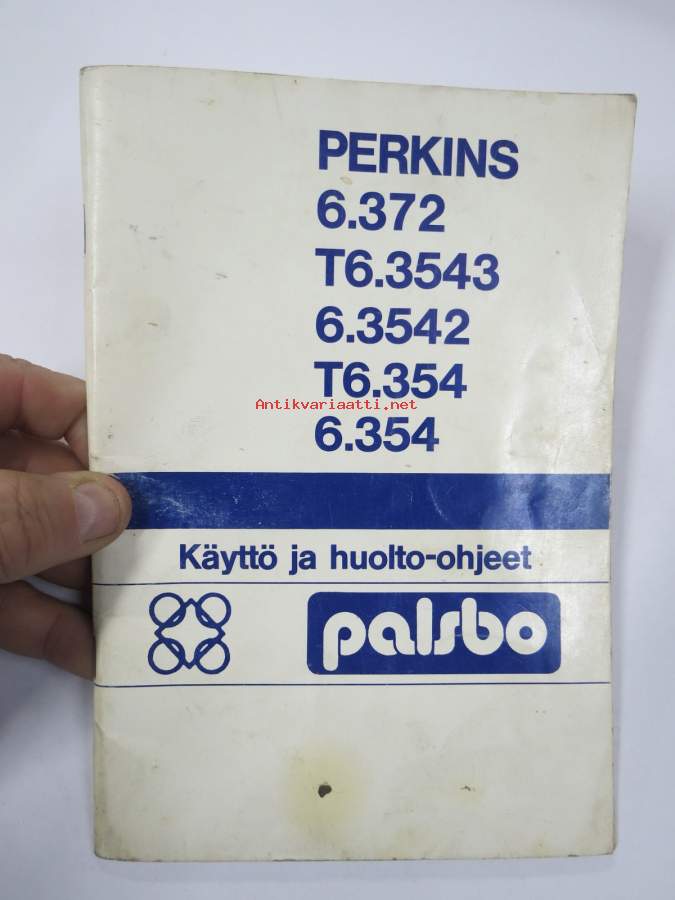 PERKINS
6.372
T6.3543
6.3542
T6.354
Antikvariaatti.net
6.354
Käyttö ja huolto-ohjeet
palsbo